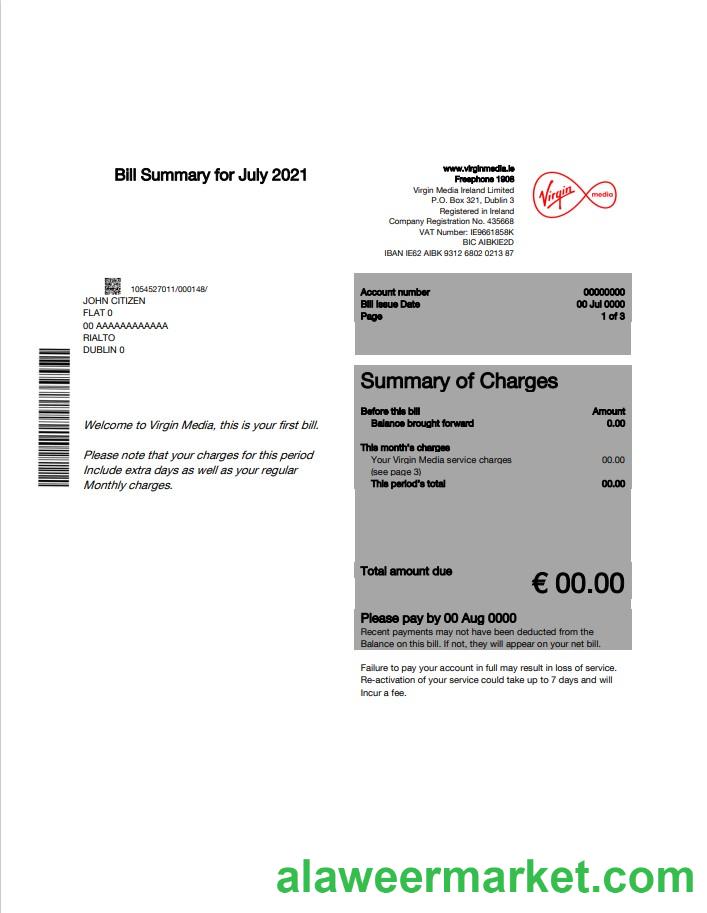 Bill Summary for July 2021
www.virginmedia.ie
Freephone 1908
Virgin Media Ireland Limited
P.O. Box 321, Dublin 3
Registered in Ireland
Company Registration No. 435668
VAT Number: IE9661858K
BIC AIBKIE2D
IBAN IE62 AIBK 9312 6802 0213 87
Virgin media
1054527011/000148/
JOHN CITIZEN
FLAT 0
00 AAAAAAAAAAAA
RIALTO
DUBLIN 0
Account number 00000000
Bill Issue Date 00 Jul 0000
Page 1 of 3
Welcome to Virgin Media, this is your first bill.
Please note that your charges for this period
Include extra days as well as your regular
Monthly charges.
Summary of Charges
Before this bill Amount
Balance brought forward 0.00
This month's charges
Your Virgin Media service charges 00.00
(see page 3)
This period's total 00.00
Total amount due € 00.00
Please pay by 00 Aug 0000
Recent payments may not have been deducted from the
Balance on this bill. If not, they will appear on your net bill.
Failure to pay your account in full may result in loss of service.
Re-activation of your service could take up to 7 days and will
Incur a fee.
alaweermarket.com